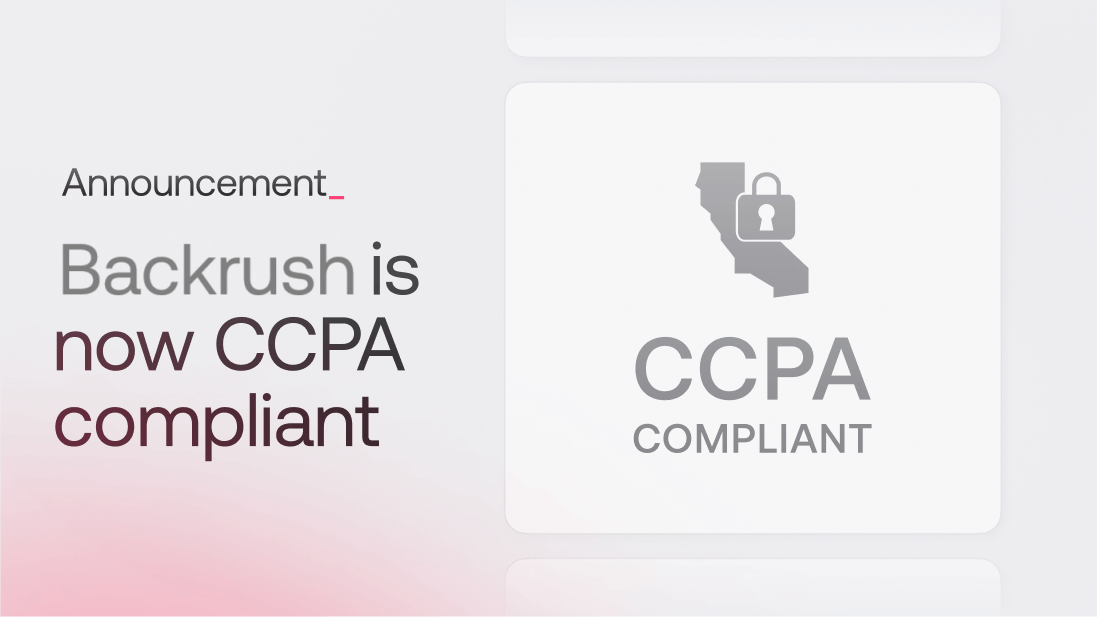 Announcement_
Backrush is
now CCPA
compliant
CCPA
COMPLIANT